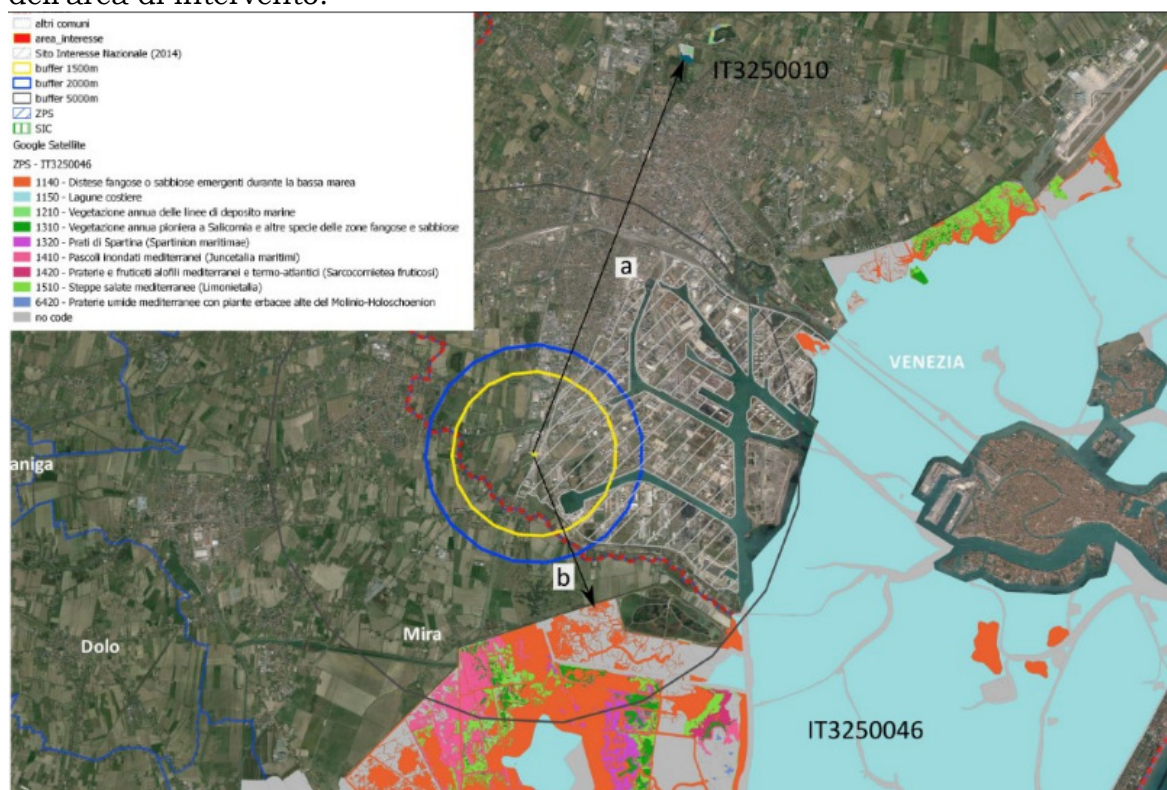 dell'area di intervento.
altri comuni
area_interesse
Sito Interesse Nazionale (2014)
buffer 1500m
buffer 2000m
buffer 5000m
ZPS
SIC
Google Satellite
ZPS - IT3250046
1140 - Distese fangose o sabbiose emergenti durante la bassa marea
1150 - Lagune costiere
1210 - Vegetazione annua delle linee di deposito marine
1310 - Vegetazione annua pioniera a Salicornia e altre specie delle zone fangose e sabbiose
1320 - Prati di Spartina (Spartinion maritimae)
1410 - Pascoli inondati mediterranei (Juncetalia maritimi)
1420 - Praterie e fruticeti alofili mediterranei e termo-atlantici (Sarcocornietea fruticosi)
1510 - Steppe salate mediterranee (Limonietalia)
6420 - Praterie umide mediterranee con piante erbacee alte del Molinio-Holoschoenion
no code
IT3250010
a
VENEZIA
aniga
b
Mira
Dolo
IT3250046